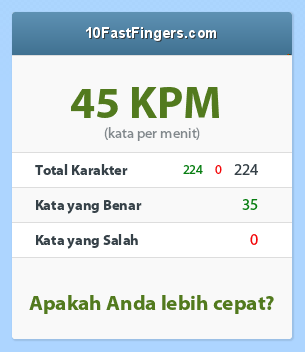 10FastFingers.com
45 KPM
(kata per menit)
Total Karakter 224 0 224
Kata yang Benar 35
Kata yang Salah 0
Apakah Anda lebih cepat?